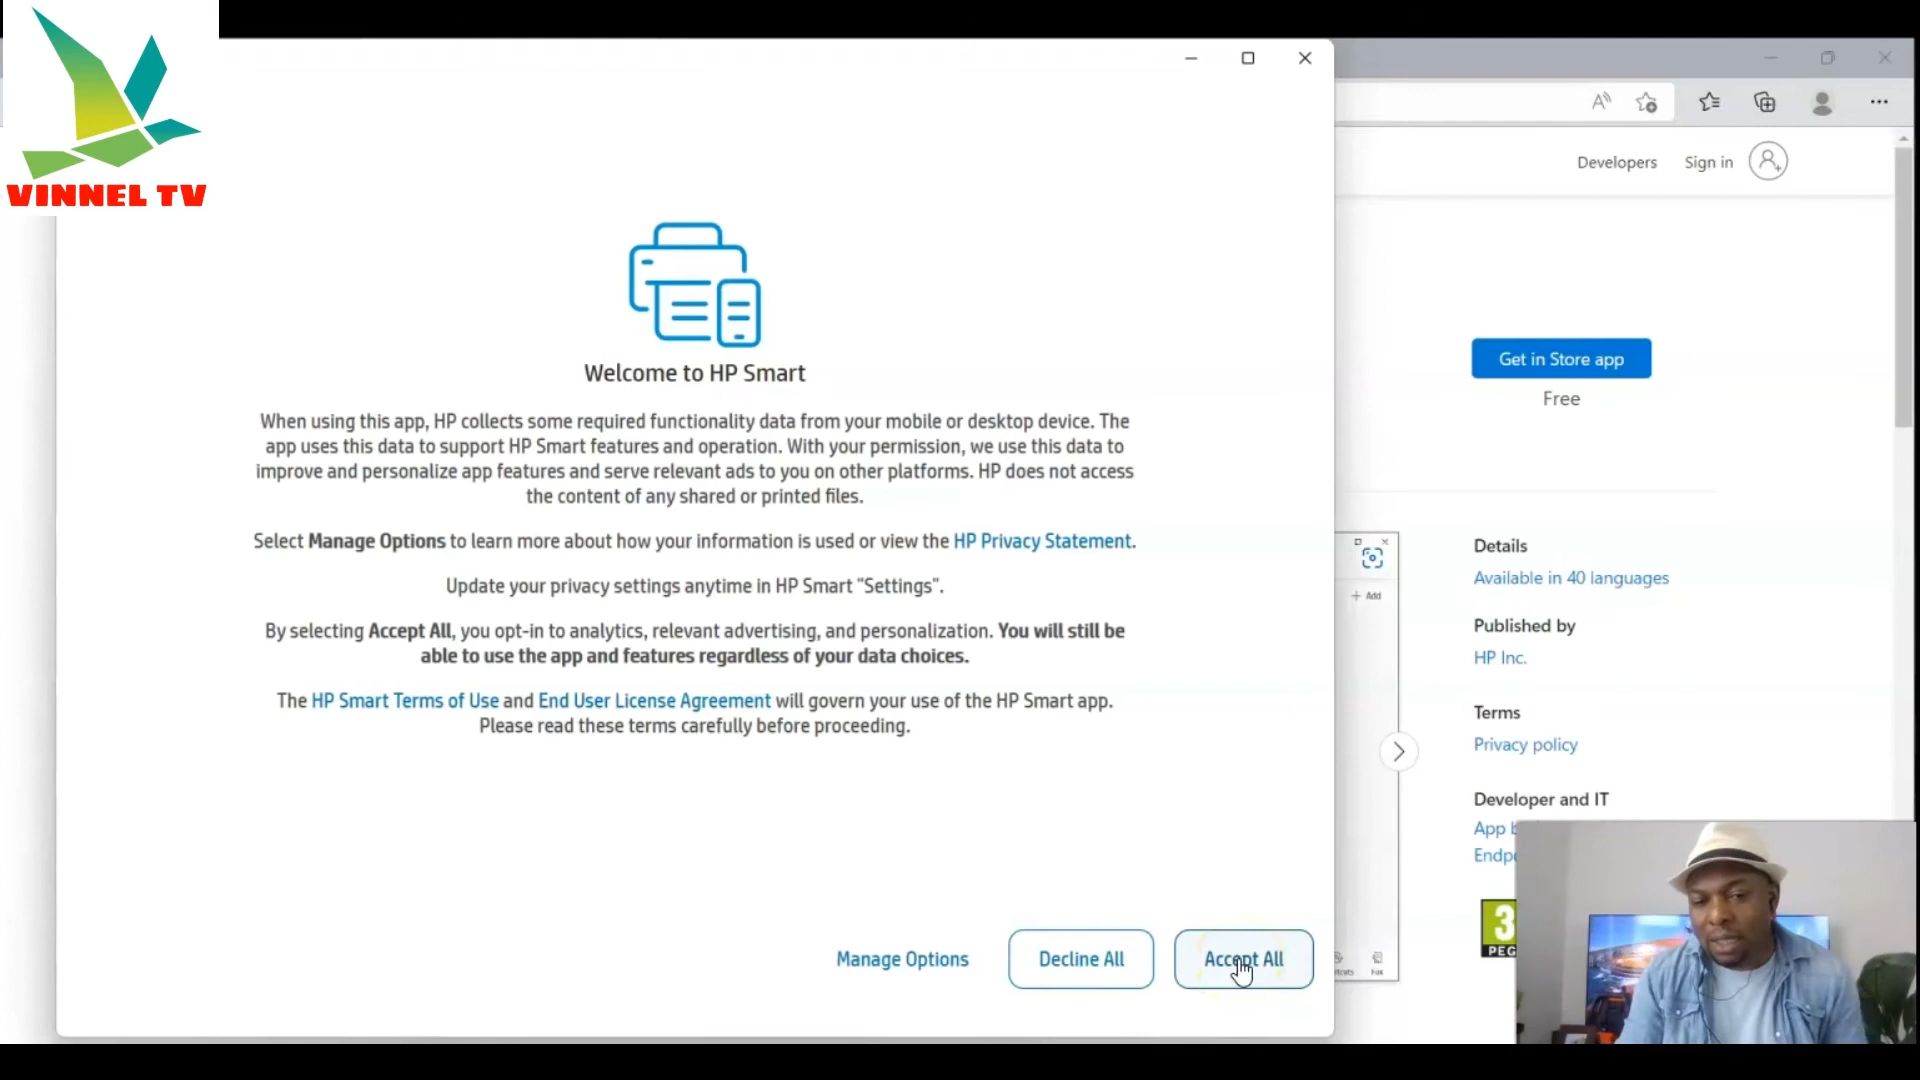 VINNEL TV
Developers
Sign in
Welcome to HP Smart
When using this app, HP collects some required functionality data from your mobile or desktop device. The
app uses this data to support HP Smart features and operation. With your permission, we use this data to
improve and personalize app features and serve relevant ads to you on other platforms. HP does not access
the content of any shared or printed files.
Select Manage Options to learn more about how your information is used or view the HP Privacy Statement.
Update your privacy settings anytime in HP Smart "Settings".
By selecting Accept All, you opt-in to analytics, relevant advertising, and personalization. You will still be
able to use the app and features regardless of your data choices.
The HP Smart Terms of Use and End User License Agreement will govern your use of the HP Smart app.
Please read these terms carefully before proceeding.
Manage Options
Decline All
Accept All
Get in Store app
Free
+ Add
Fax
Details
Available in 40 languages
Published by
HP Inc.
Terms
Privacy policy
Developer and IT
App
3
PEG